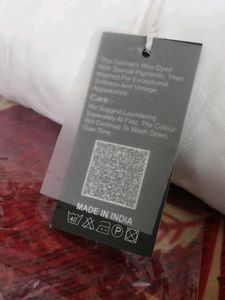 This Garment Was Dyed
With Special Pigments. Then
Washed For Exceptional
Softness And Vintage
Appearance
Care:-
We Suggest Laundering
Separately At First, The Colour
Will Continue To Wash Down
Over Time.
MADE IN INDIA
40
P